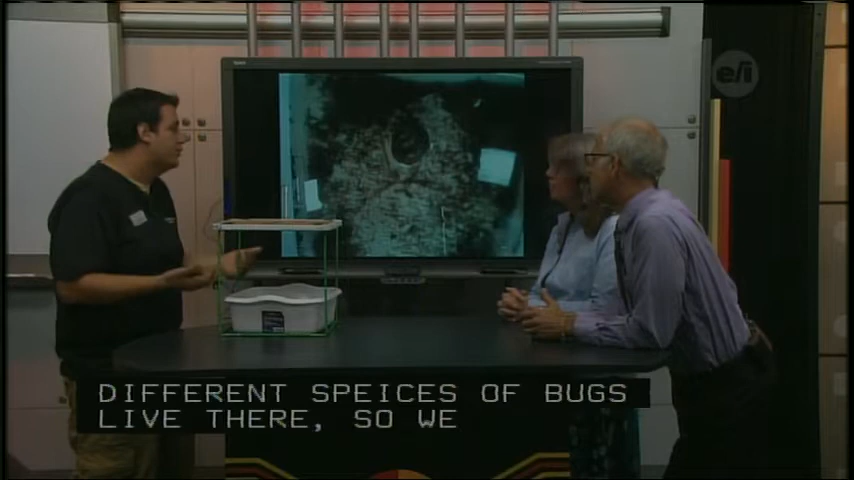 e/i
DIFFERENT SPEICES OF BUGS
LIVE THERE, SO WE